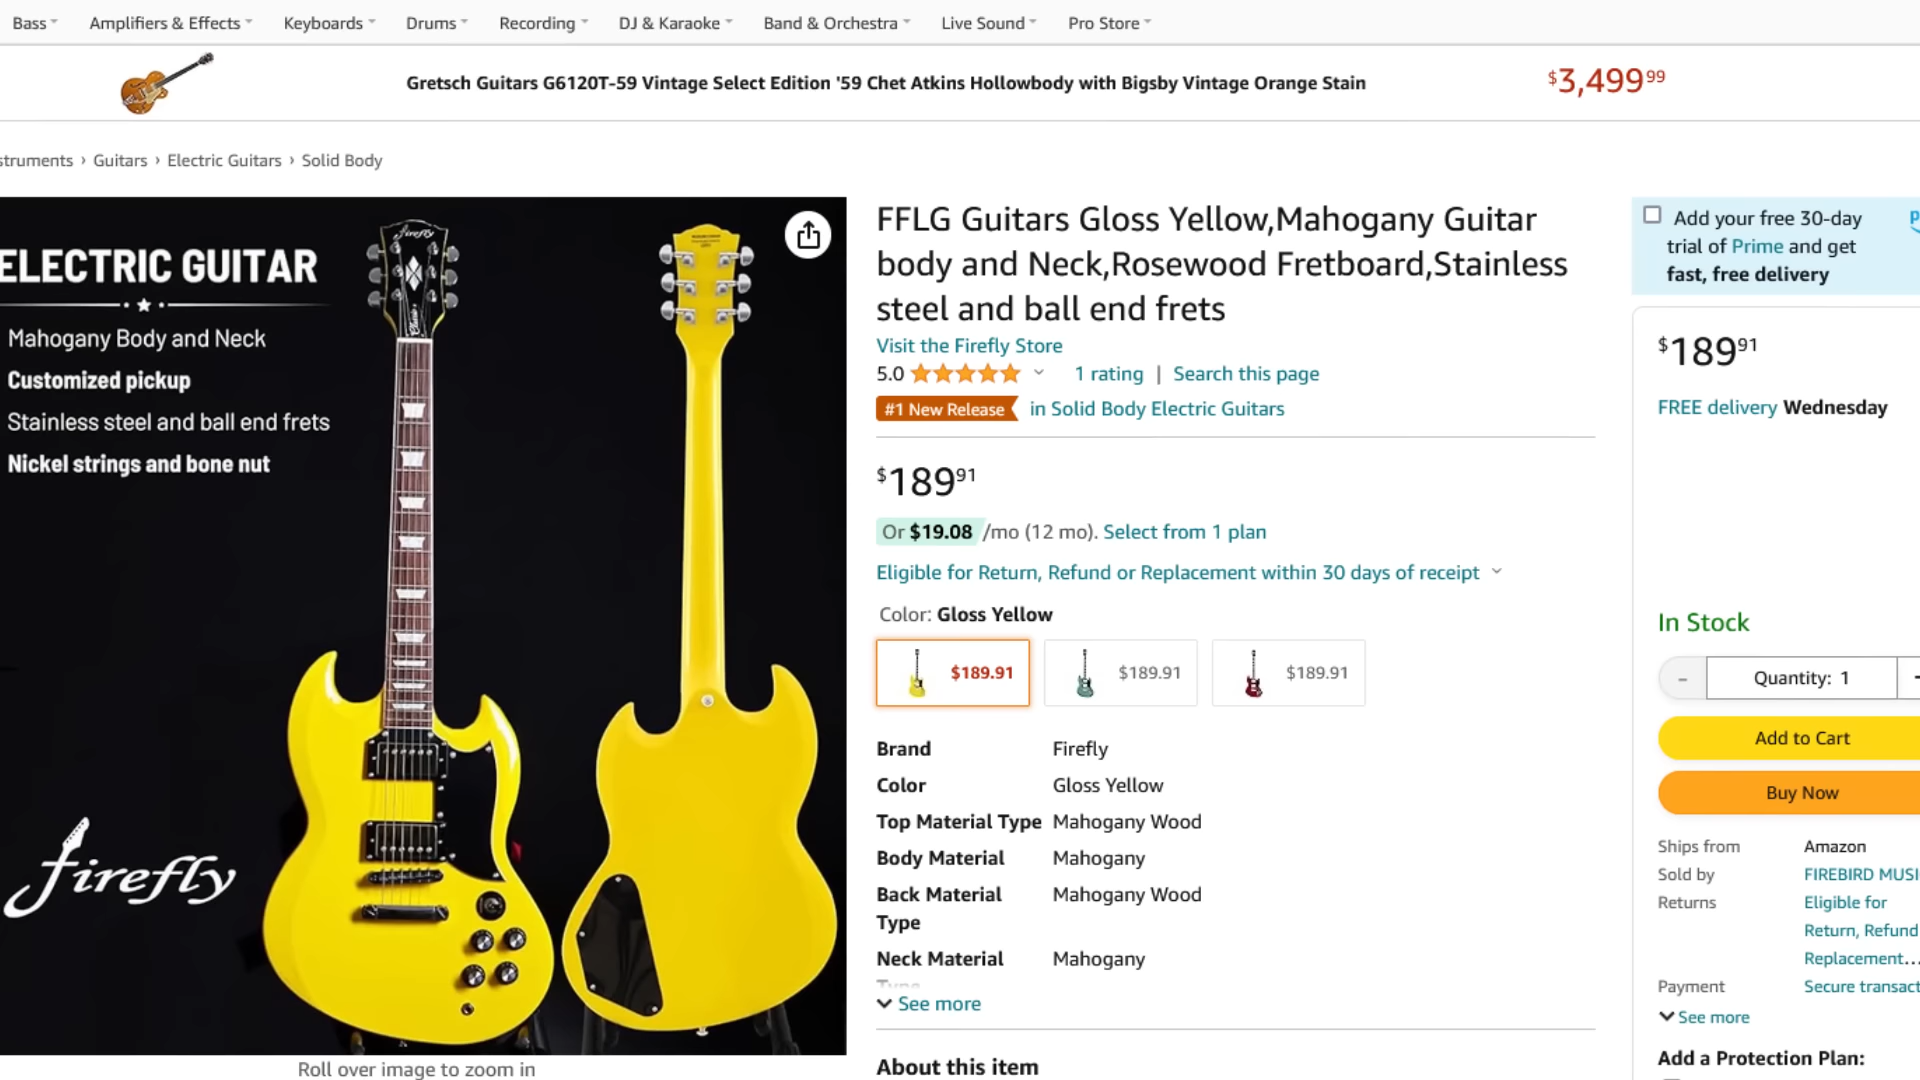 Bass
Amplifiers & Effects
Keyboards
Drums
Recording
DJ & Karaoke
Band & Orchestra
Live Sound
Pro Store
Gretsch Guitars G6120T-59 Vintage Select Edition '59 Chet Atkins Hollowbody with Bigsby Vintage Orange Stain
$3,499 99
struments › Guitars › Electric Guitars › Solid Body
ELECTRIC GUITAR
Mahogany Body and Neck
Customized pickup
Stainless steel and ball end frets
Nickel strings and bone nut
firefly
firefly
Roll over image to zoom in
FFLG Guitars Gloss Yellow,Mahogany Guitar
body and Neck,Rosewood Fretboard,Stainless
steel and ball end frets
Visit the Firefly Store
5.0
1 rating | Search this page
#1 New Release in Solid Body Electric Guitars
$189 91
Or $19.08 /mo (12 mo). Select from 1 plan
Eligible for Return, Refund or Replacement within 30 days of receipt
Color: Gloss Yellow
$189.91
$189.91
$189.91
Brand Firefly
Color Gloss Yellow
Top Material Type Mahogany Wood
Body Material Mahogany
Back Material Mahogany Wood
Type
Neck Material Mahogany
Type
See more
About this item
Add your free 30-day
trial of Prime and get
fast, free delivery
$189 91
FREE delivery Wednesday
In Stock
- Quantity: 1
Add to Cart
Buy Now
Ships from Amazon
Sold by FIREBIRD MUSI
Returns Eligible for
Return, Refund
Replacement…
Payment Secure transact
See more
Add a Protection Plan: